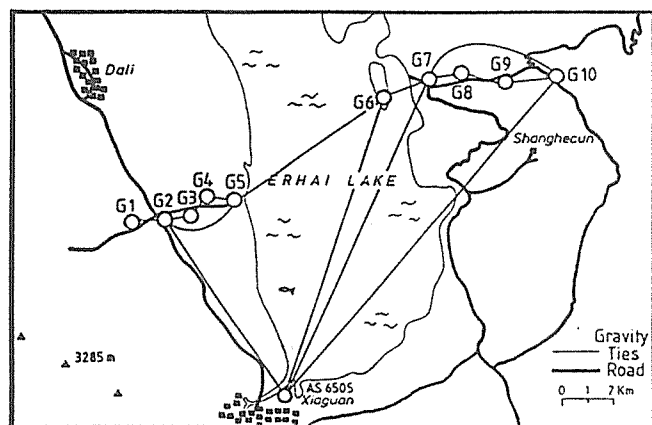 Dali
G7
G9
G10
G8
G6
Shanghecun
G4
G5
ERHAI LAKE
G1
G2
G3
Gravity
Ties
Road
3285 m
AS 6505
Xiaguan
0 1 2 Km